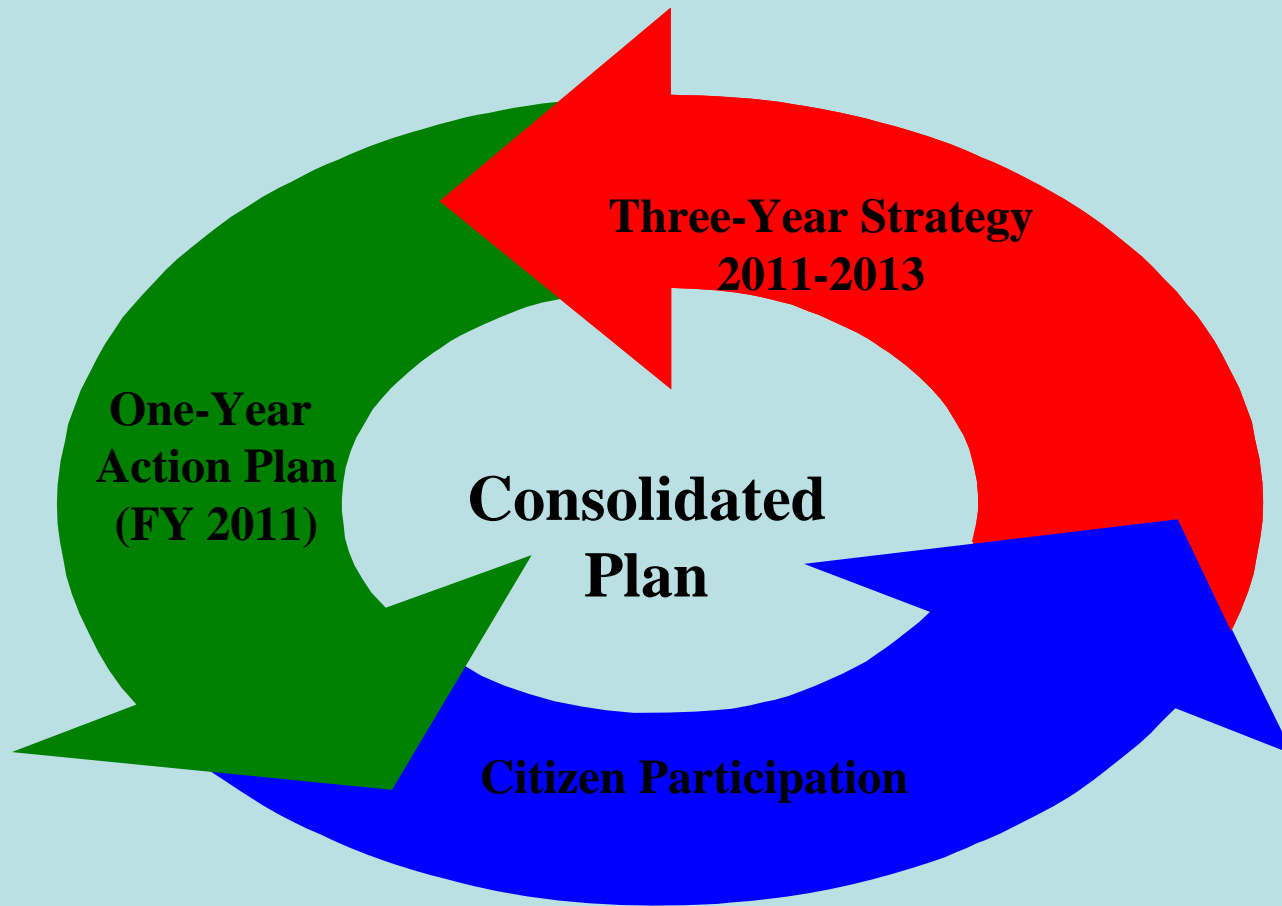 Three-Year Strategy
2011-2013
One-Year
Action Plan
(FY 2011)
Consolidated
Plan
Citizen Participation